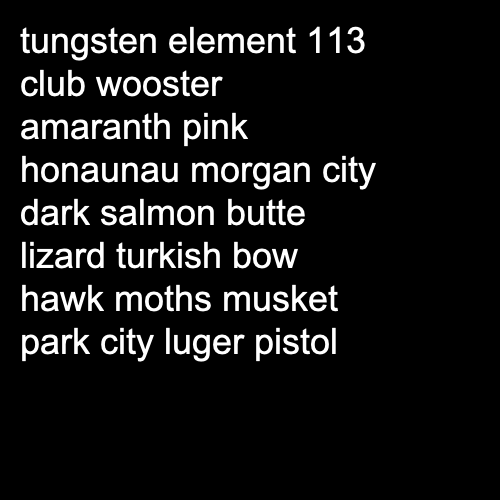 tungsten element 113
club wooster
amaranth pink
honaunau morgan city
dark salmon butte
lizard turkish bow
hawk moths musket
park city luger pistol